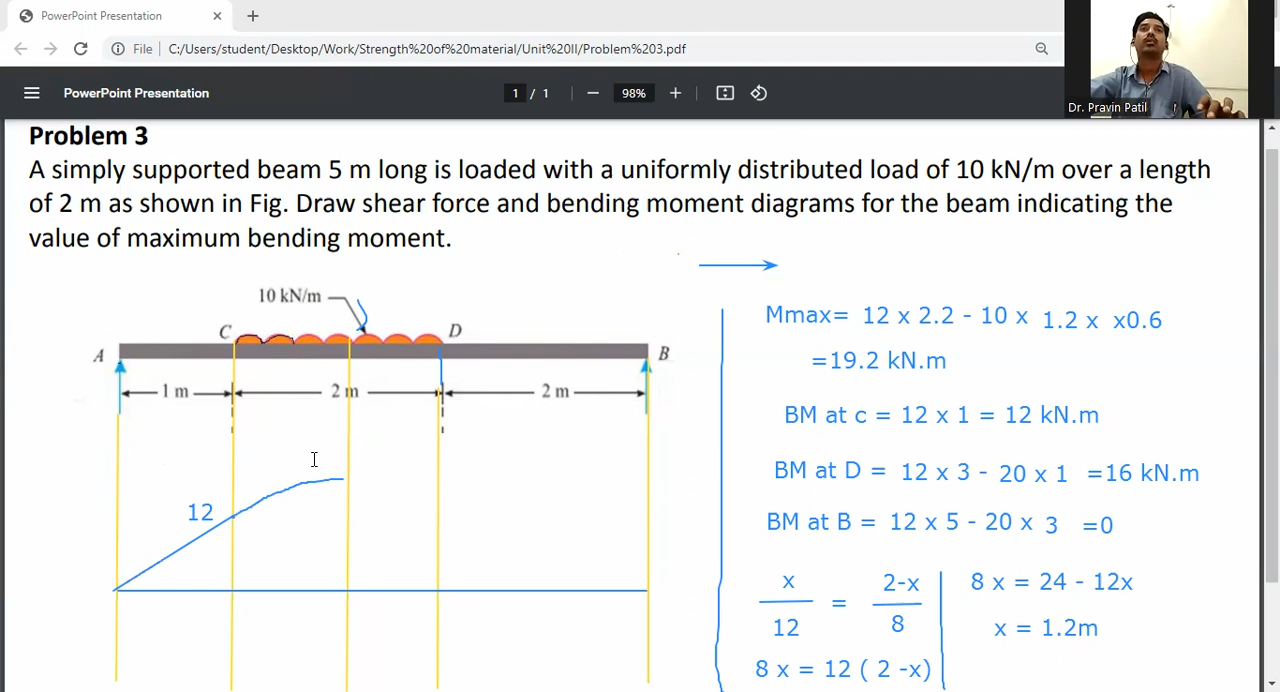 PowerPoint Presentation
File C:/Users/student/Desktop/Work/Strength%20of%20material/Unit%20II/Problem%203.pdf
PowerPoint Presentation 1 / 1 98%
Dr. Pravin Patil
Problem 3
A simply supported beam 5 m long is loaded with a uniformly distributed load of 10 kN/m over a length
of 2 m as shown in Fig. Draw shear force and bending moment diagrams for the beam indicating the
value of maximum bending moment.
10 kN/m
C D
A B
1 m 2 m 2 m
12
Mmax= 12 x 2.2 - 10 x 1.2 x x0.6
=19.2 kN.m
BM at c = 12 x 1 = 12 kN.m
BM at D = 12 x 3 - 20 x 1 =16 kN.m
BM at B = 12 x 5 - 20 x 3 =0
x
12
=
2-x
8
8 x = 12 ( 2 -x)
8 x = 24 - 12x
x = 1.2m